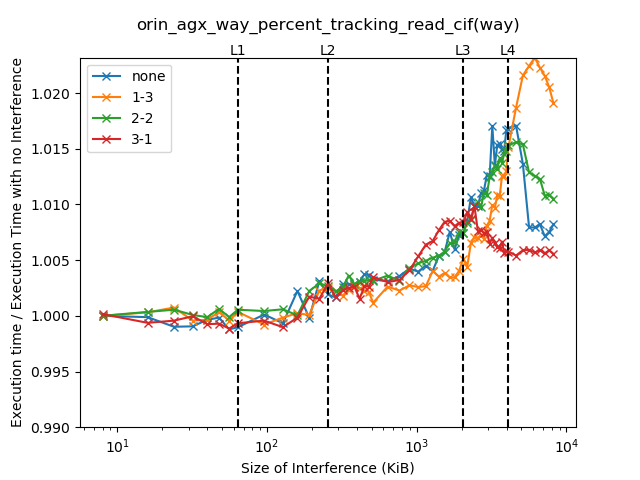 orin_agx_way_percent_tracking_read_cif(way)
L1 L2 L3 L4
none
1-3
2-2
3-1
Execution time / Execution Time with no Interference
1.020
1.015
1.010
1.005
1.000
0.995
0.990
10¹ 10² 10³ 10⁴
Size of Interference (KiB)